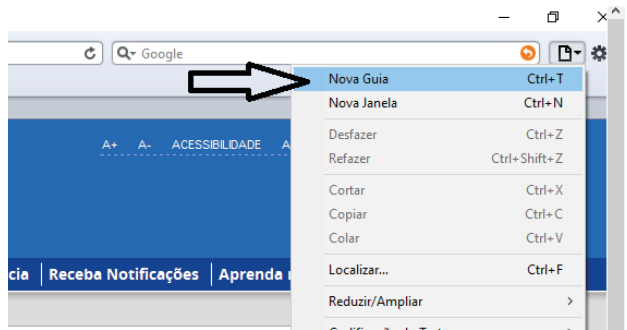 Google
Nova Guia Ctrl+T
Nova Janela Ctrl+N
Desfazer Ctrl+Z
A+ A- ACESSIBILIDADE A
Refazer Ctrl+Shift+Z
Cortar Ctrl+X
Copiar Ctrl+C
Colar Ctrl+V
cia Receba Notificações Aprenda
Localizar... Ctrl+F
Reduzir/Ampliar